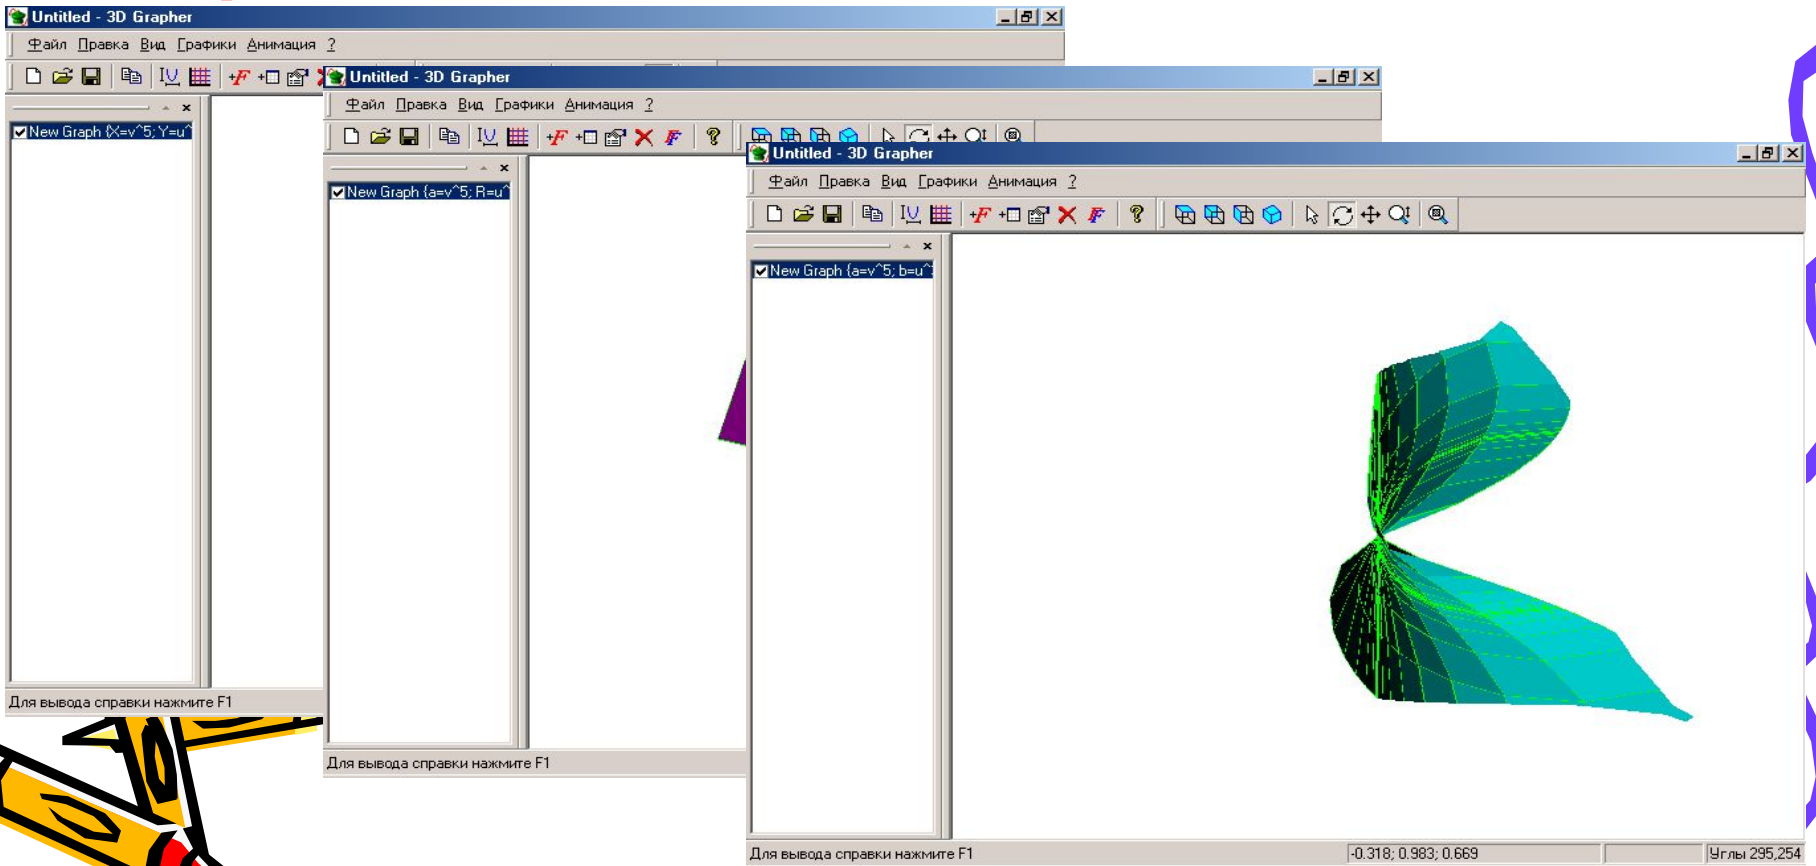 Untitled - 3D Grapher
Файл Правка Вид Графики Анимация ?
New Graph {X=v^5; Y=u^
Для вывода справки нажмите F1
Untitled - 3D Grapher
Файл Правка Вид Графики Анимация ?
New Graph {a=v^5; R=u^
Для вывода справки нажмите F1
Untitled - 3D Grapher
Файл Правка Вид Графики Анимация ?
New Graph {a=v^5; b=u^
Для вывода справки нажмите F1
-0.318; 0.983; 0.669
Углы 295,254